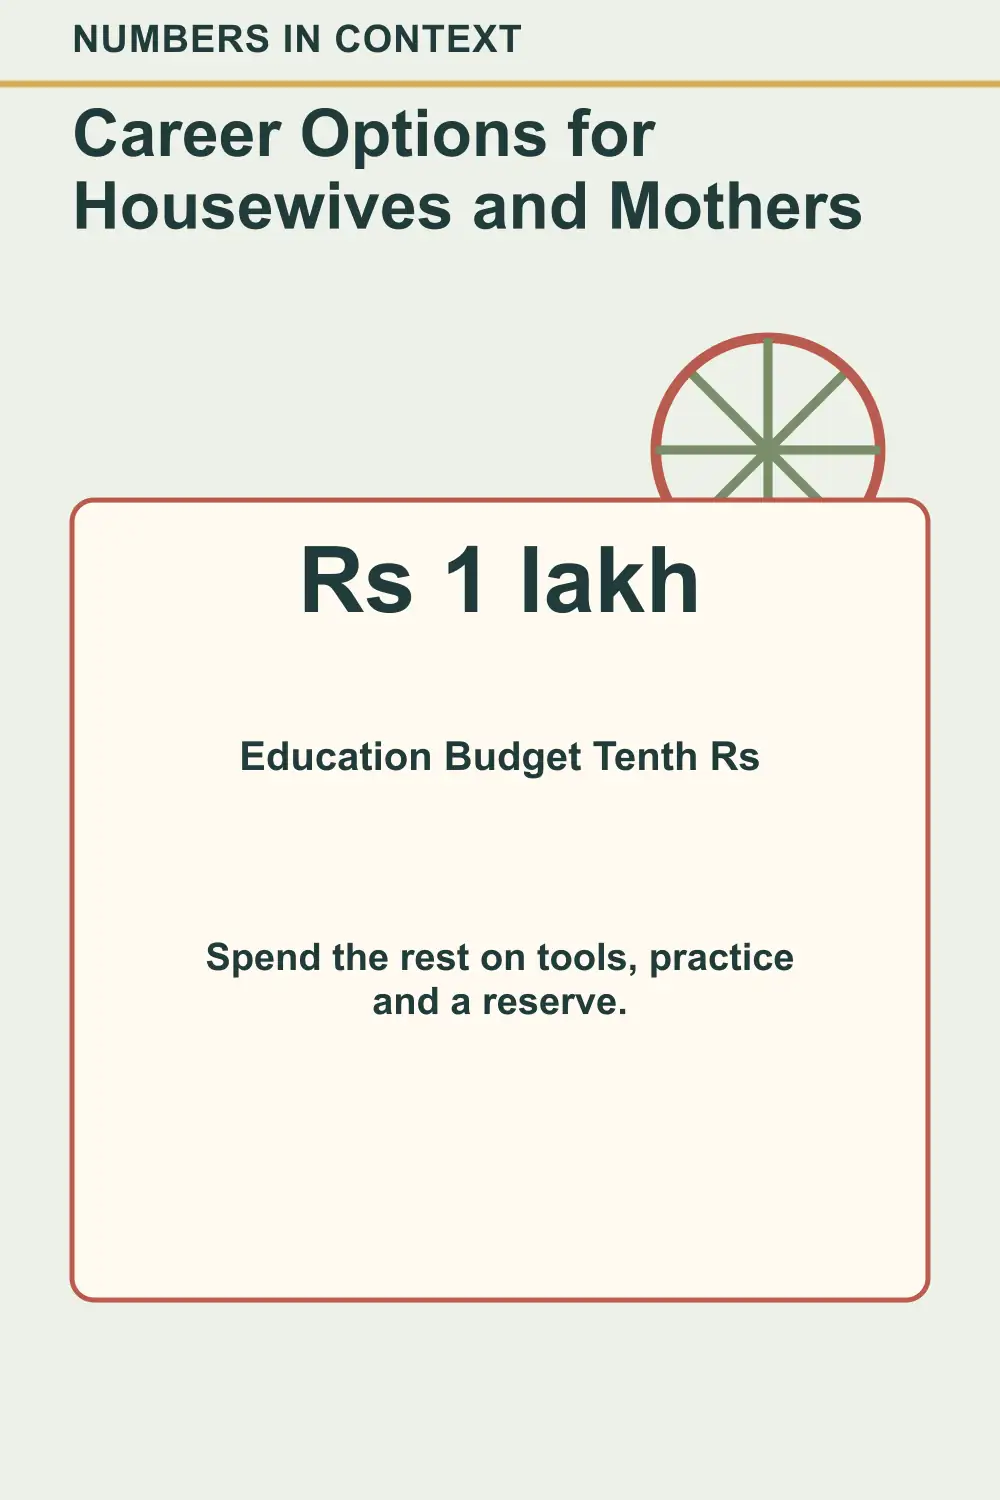 NUMBERS IN CONTEXT
Career Options for
Housewives and Mothers
Rs 1 lakh
Education Budget Tenth Rs
Spend the rest on tools, practice
and a reserve.